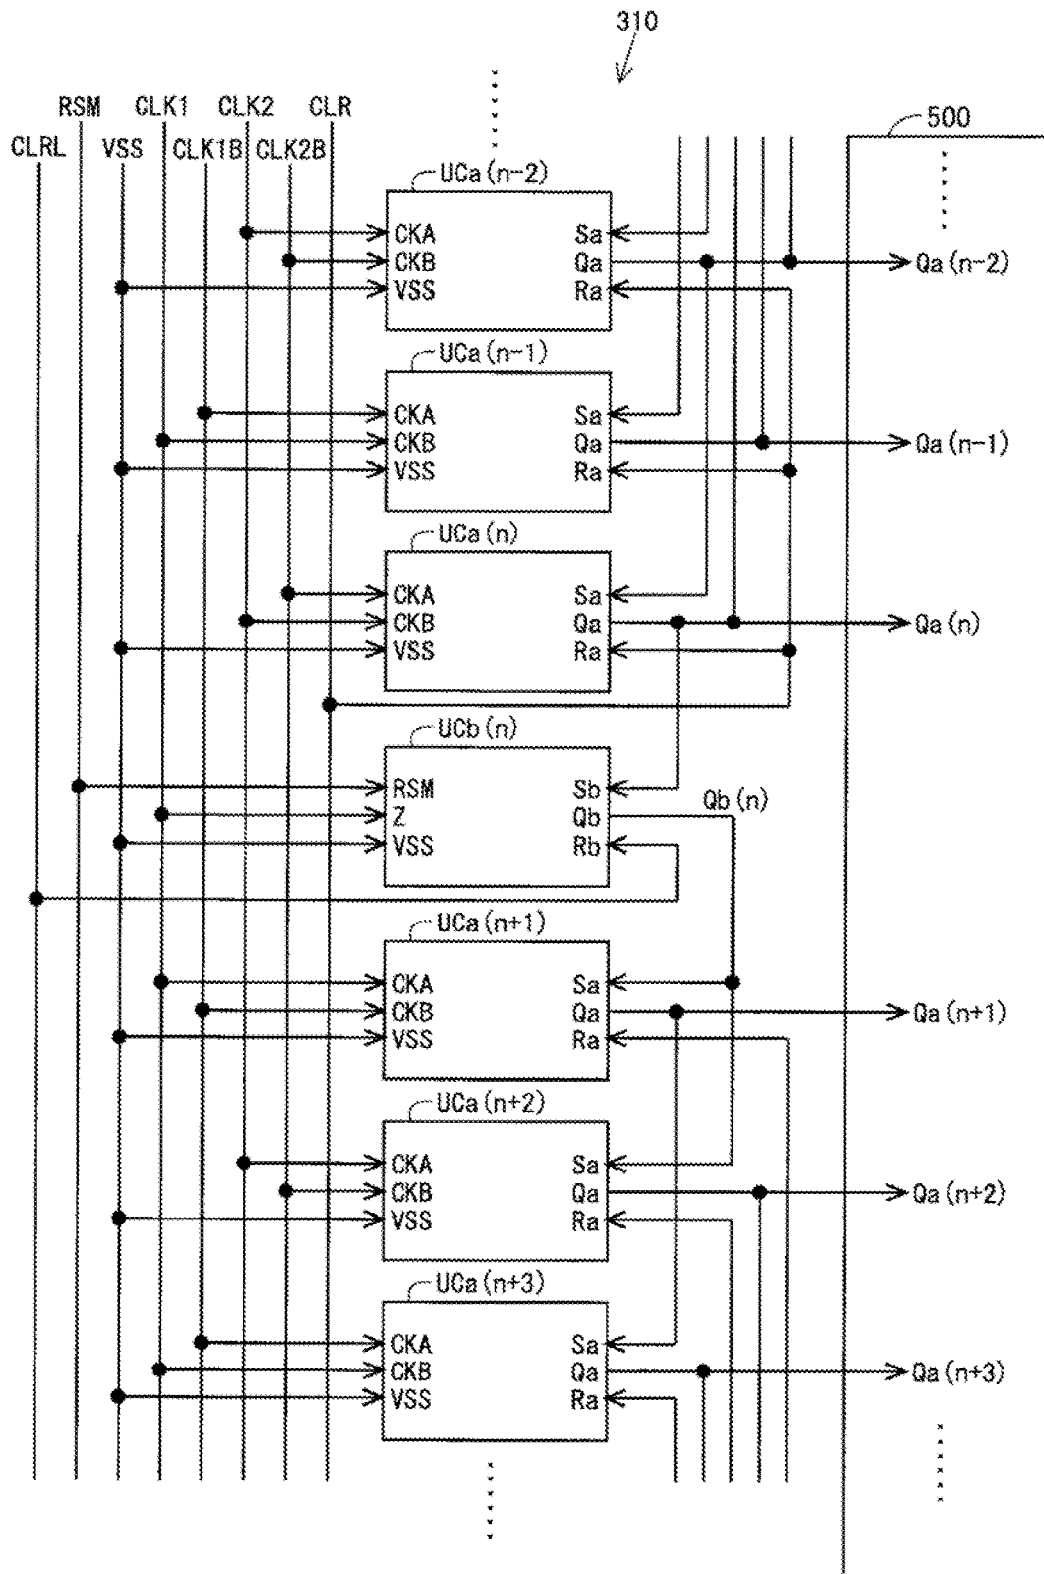 310
RSM CLK1 CLK2 CLR
CLRL VSS CLK1B CLK2B
500
UCa(n-2)
CKA Sa
CKB Qa Qa(n-2)
VSS Ra
UCa(n-1)
CKA Sa
CKB Qa Qa(n-1)
VSS Ra
UCa(n)
CKA Sa
CKB Qa Qa(n)
VSS Ra
UCb(n)
RSM Sb
Z Qb Qb(n)
VSS Rb
UCa(n+1)
CKA Sa
CKB Qa Qa(n+1)
VSS Ra
UCa(n+2)
CKA Sa
CKB Qa Qa(n+2)
VSS Ra
UCa(n+3)
CKA Sa
CKB Qa Qa(n+3)
VSS Ra